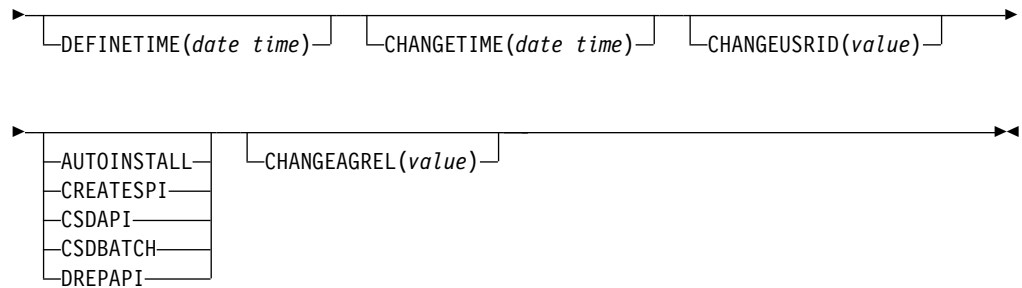 DEFINETIME(date time) CHANGETIME(date time) CHANGEUSRID(value)
AUTOINSTALL CHANGEAGREL(value)
CREATESPI
CSDAPI
CSDBATCH
DREPAPI